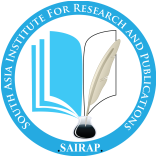 South Asia Institute For Research and Publications
.SAIRAP.